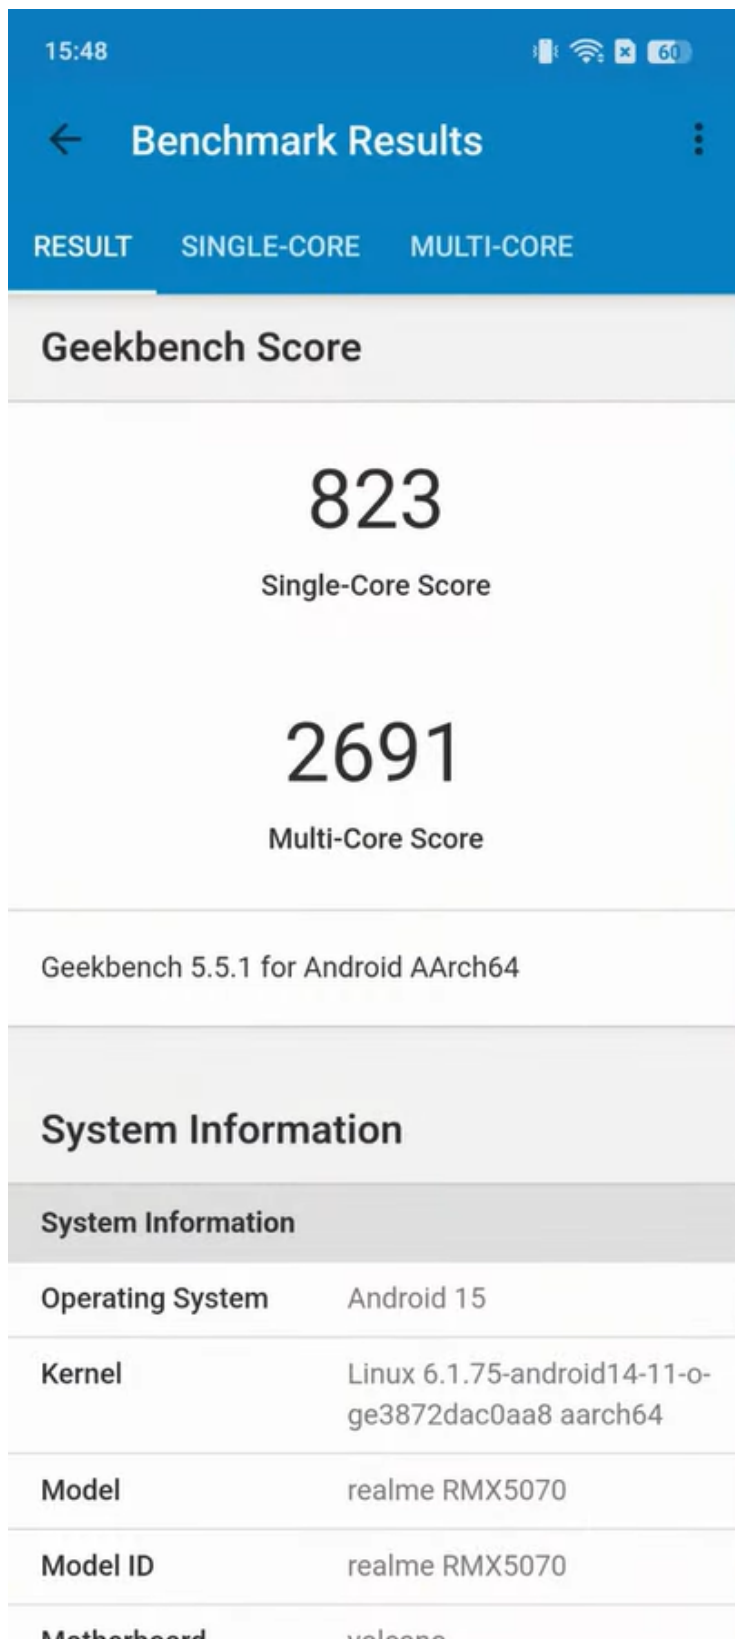 15:48
60
Benchmark Results
RESULT SINGLE-CORE MULTI-CORE
Geekbench Score
823
Single-Core Score
2691
Multi-Core Score
Geekbench 5.5.1 for Android AArch64
System Information
System Information
Operating System Android 15
Kernel Linux 6.1.75-android14-11-o-
ge3872dac0aa8 aarch64
Model realme RMX5070
Model ID realme RMX5070
Motherboard volcano